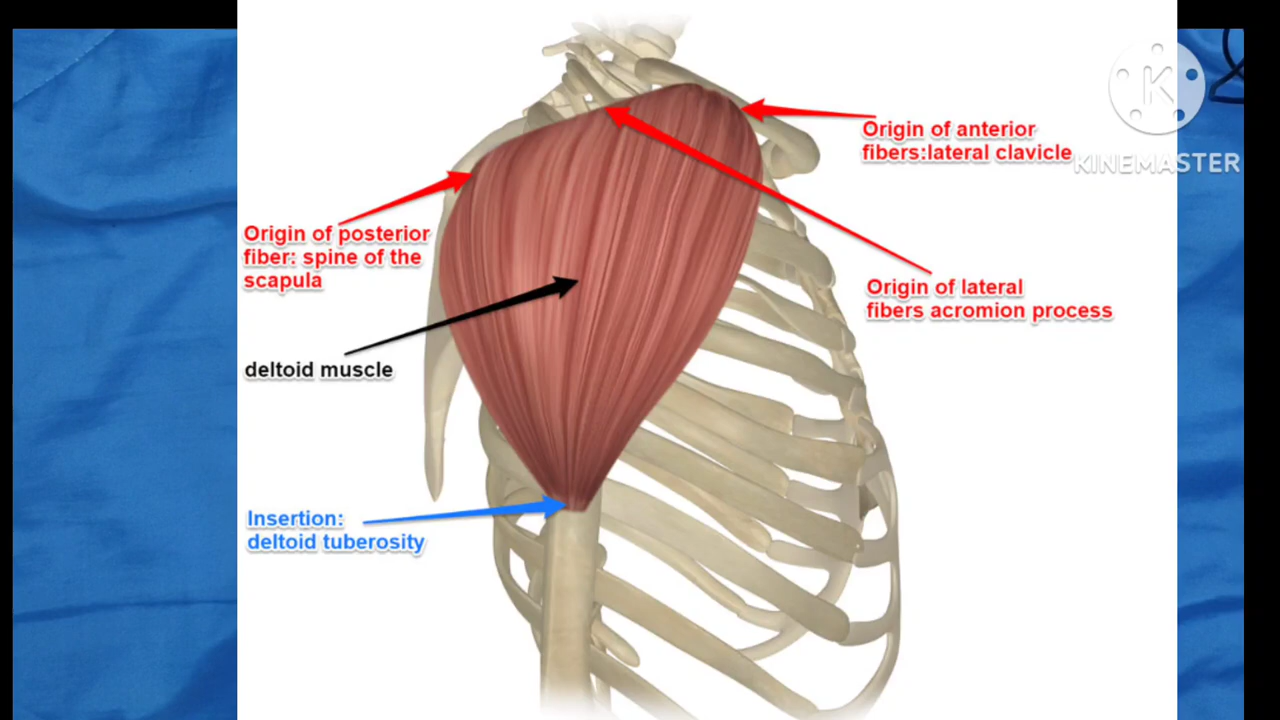 Origin of anterior
fibers:lateral clavicle
K
KINEMASTER
Origin of posterior
fiber: spine of the
scapula
Origin of lateral
fibers acromion process
deltoid muscle
Insertion:
deltoid tuberosity